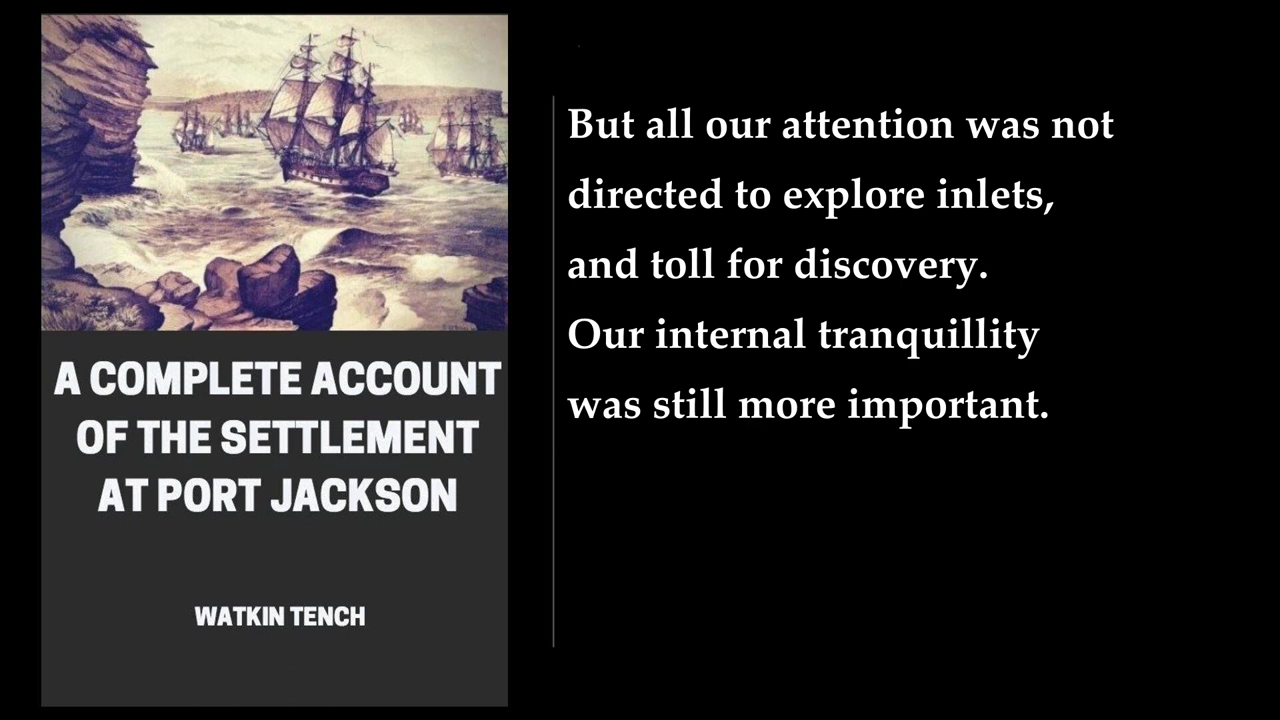 A COMPLETE ACCOUNT
OF THE SETTLEMENT
AT PORT JACKSON
WATKIN TENCH
But all our attention was not
directed to explore inlets,
and toll for discovery.
Our internal tranquillity
was still more important.